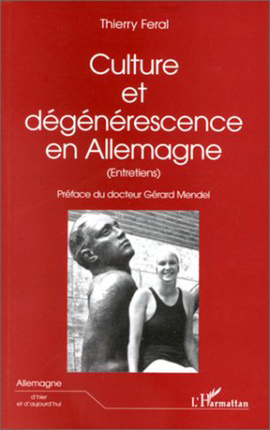 Thierry Feral
Culture
et
dégénérescence
en Allemagne
(Entretiens)
Préface du docteur Gérard Mendel
Allemagne
d'hier
et d'aujourd'hui
L'Harmattan